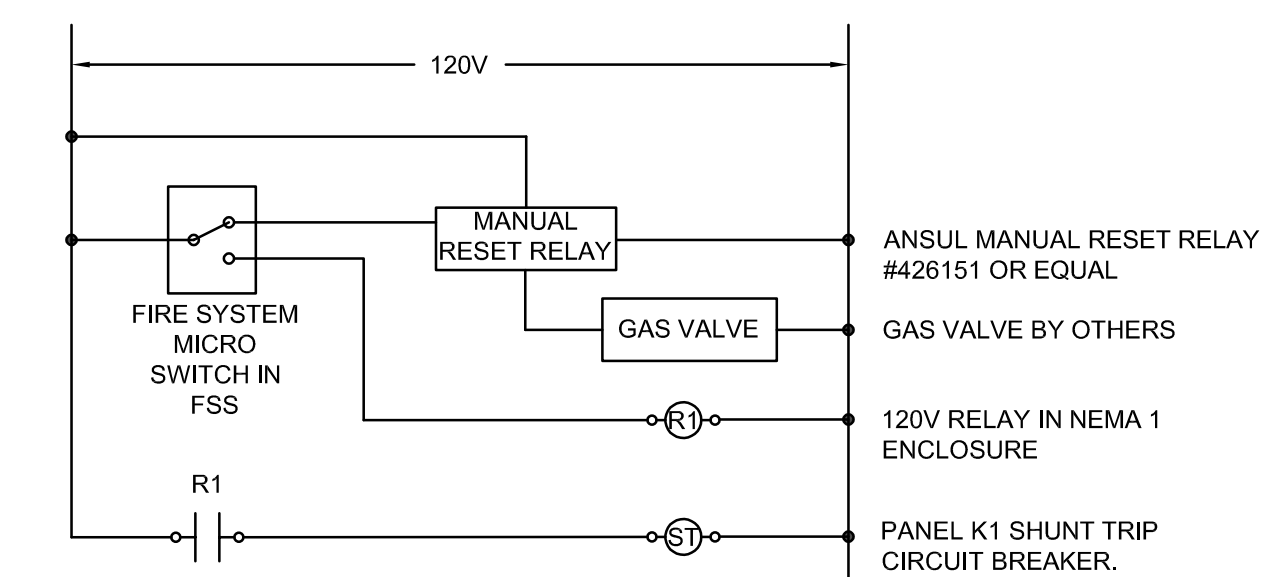 120V
MANUAL
RESET RELAY
ANSUL MANUAL RESET RELAY
#426151 OR EQUAL
FIRE SYSTEM
MICRO
SWITCH IN
FSS
GAS VALVE
GAS VALVE BY OTHERS
R1
120V RELAY IN NEMA 1
ENCLOSURE
R1
ST
PANEL K1 SHUNT TRIP
CIRCUIT BREAKER.